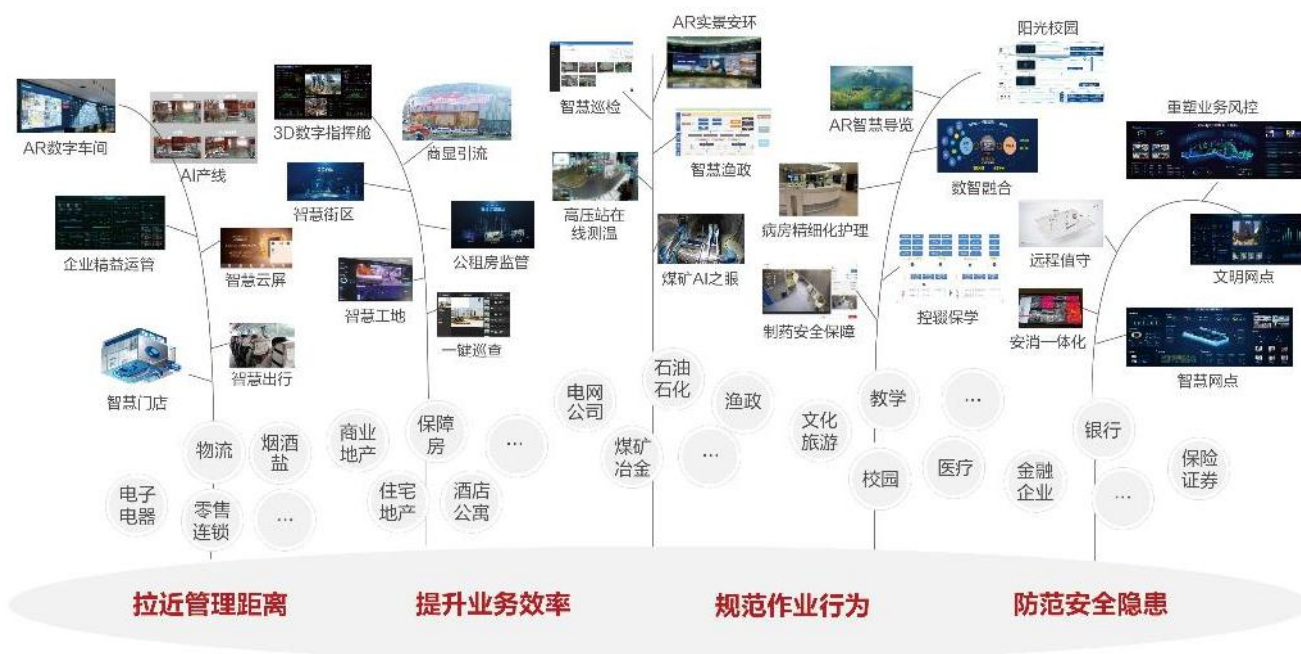 AR数字车间
AI产线
企业精益运管
智慧云屏
智慧门店
智慧出行
物流
烟酒
盐
电子
电器
零售
连锁
...
3D数字指挥舱
商显引流
智慧街区
公租房监管
智慧工地
一键巡查
商业
地产
保障
房
...
住宅
地产
酒店
公寓
AR实景安环
智慧巡检
智慧渔政
高压站在
线测温
煤矿AI之眼
电网
公司
石油
石化
渔政
煤矿
冶金
...
阳光校园
AR智慧导览
数智融合
病房精细化护理
制药安全保障
控辍保学
文化
旅游
教学
...
校园
医疗
重塑业务风控
远程值守
文明网点
安消一体化
智慧网点
银行
金融
企业
...
保险
证券
拉近管理距离
提升业务效率
规范作业行为
防范安全隐患